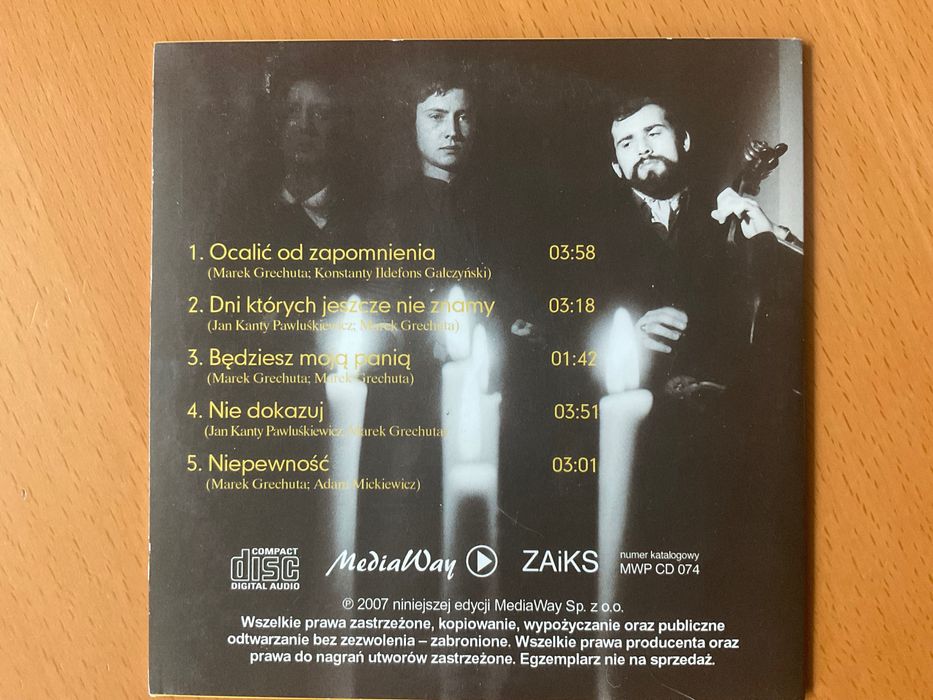 1. Ocalić od zapomnienia 03:58
(Marek Grechuta; Konstanty Ildefons Gałczyński)
2. Dni których jeszcze nie znamy 03:18
(Jan Kanty Pawluśkiewicz; Marek Grechuta)
3. Będziesz moją panią 01:42
(Marek Grechuta; Marek Grechuta)
4. Nie dokazuj 03:51
(Jan Kanty Pawluśkiewicz; Marek Grechuta)
5. Niepewność 03:01
(Marek Grechuta; Adam Mickiewicz)
COMPACT
disc
DIGITAL AUDIO
MediaWay
ZAiKS
numer katalogowy
MWP CD 074
℗ 2007 niniejszej edycji MediaWay Sp. z o.o.
Wszelkie prawa zastrzeżone, kopiowanie, wypożyczanie oraz publiczne
odtwarzanie bez zezwolenia – zabronione. Wszelkie prawa producenta oraz
prawa do nagrań utworów zastrzeżone. Egzemplarz nie na sprzedaż.